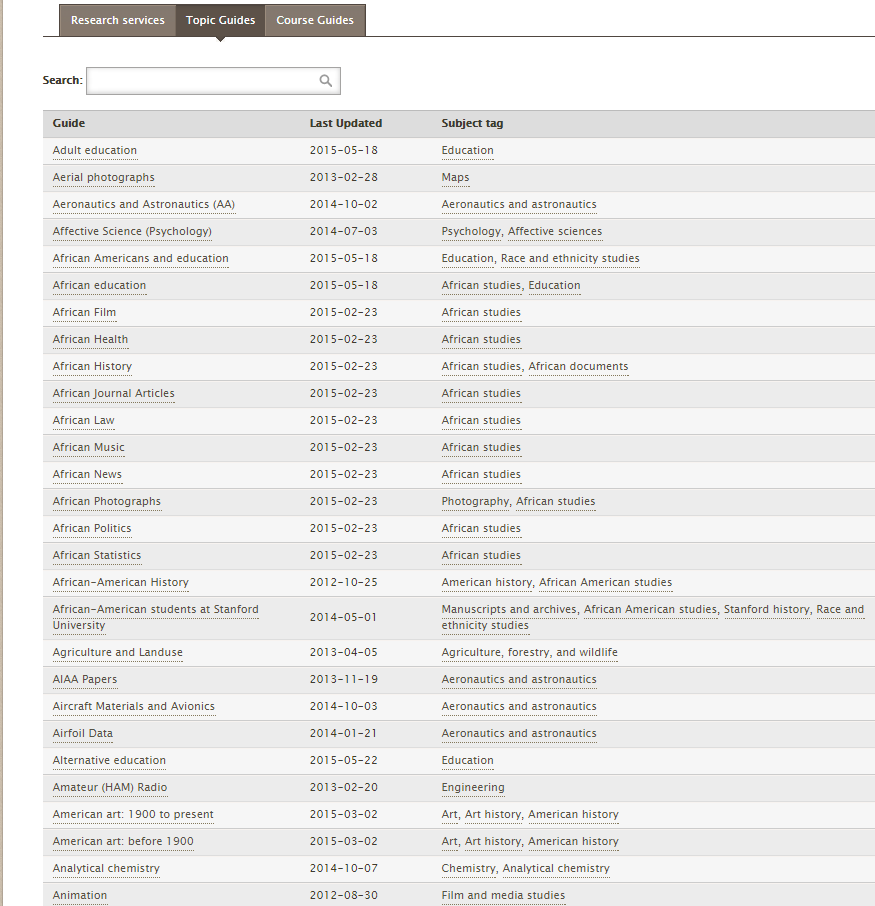 Research services Topic Guides Course Guides
Search:
Guide Last Updated Subject tag
Adult education 2015-05-18 Education
Aerial photographs 2013-02-28 Maps
Aeronautics and Astronautics (AA) 2014-10-02 Aeronautics and astronautics
Affective Science (Psychology) 2014-07-03 Psychology, Affective sciences
African Americans and education 2015-05-18 Education, Race and ethnicity studies
African education 2015-05-18 African studies, Education
African Film 2015-02-23 African studies
African Health 2015-02-23 African studies
African History 2015-02-23 African studies, African documents
African Journal Articles 2015-02-23 African studies
African Law 2015-02-23 African studies
African Music 2015-02-23 African studies
African News 2015-02-23 African studies
African Photographs 2015-02-23 Photography, African studies
African Politics 2015-02-23 African studies
African Statistics 2015-02-23 African studies
African-American History 2012-10-25 American history, African American studies
African-American students at Stanford University 2014-05-01 Manuscripts and archives, African American studies, Stanford history, Race and ethnicity studies
Agriculture and Landuse 2013-04-05 Agriculture, forestry, and wildlife
AIAA Papers 2013-11-19 Aeronautics and astronautics
Aircraft Materials and Avionics 2014-10-03 Aeronautics and astronautics
Airfoil Data 2014-01-21 Aeronautics and astronautics
Alternative education 2015-05-22 Education
Amateur (HAM) Radio 2013-02-20 Engineering
American art: 1900 to present 2015-03-02 Art, Art history, American history
American art: before 1900 2015-03-02 Art, Art history, American history
Analytical chemistry 2014-10-07 Chemistry, Analytical chemistry
Animation 2012-08-30 Film and media studies